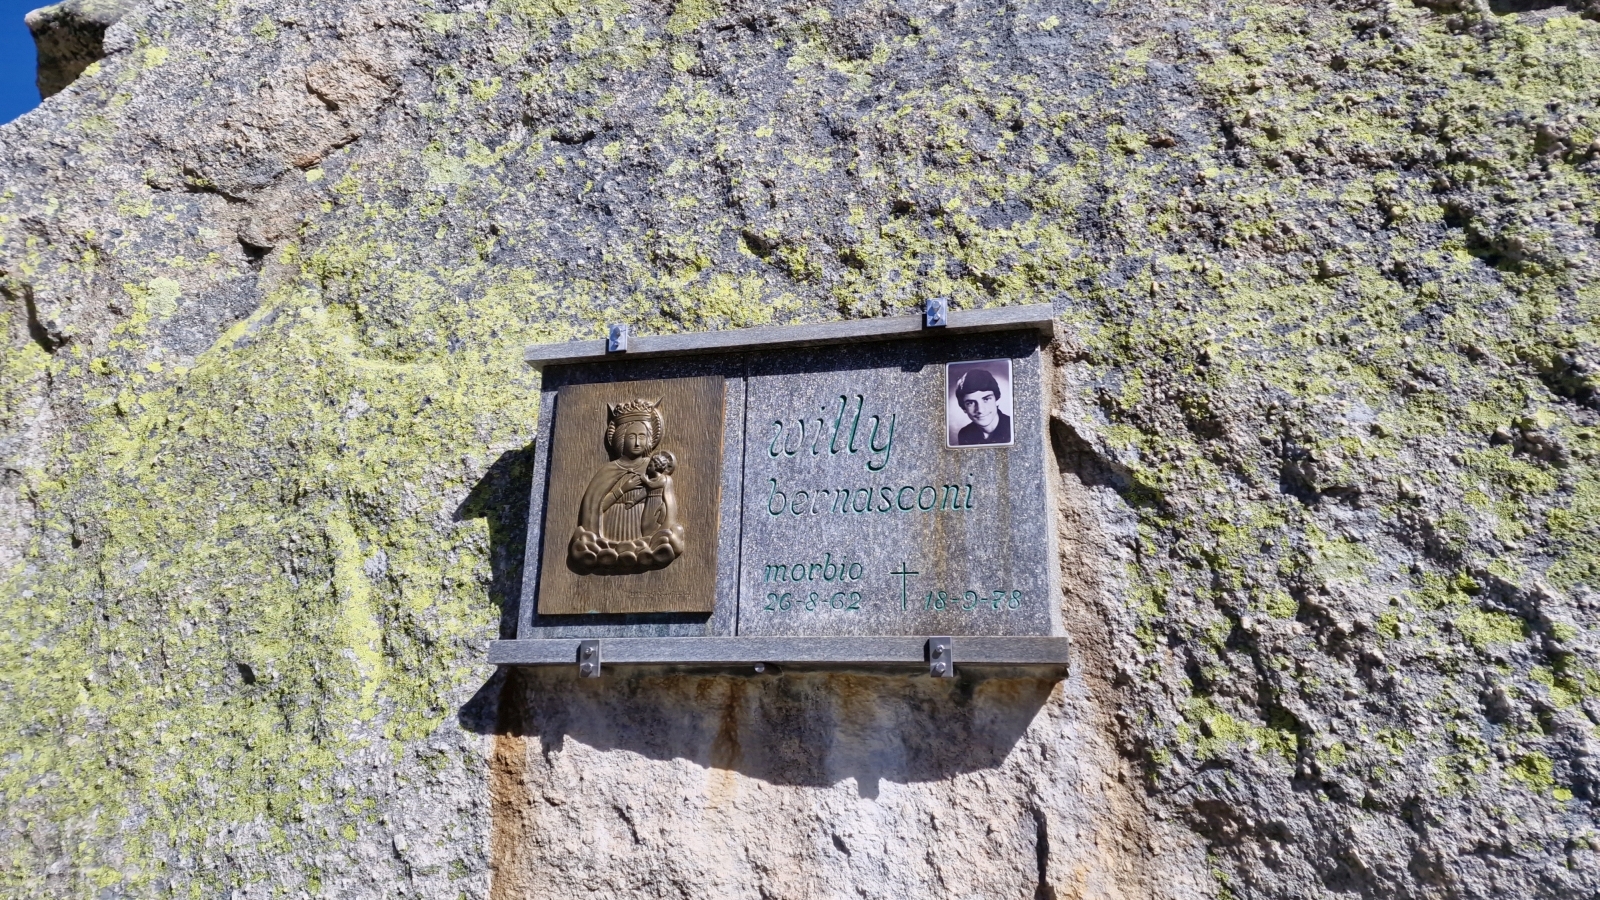 willy
bernasconi
morbio
26-8-62 † 18-9-78